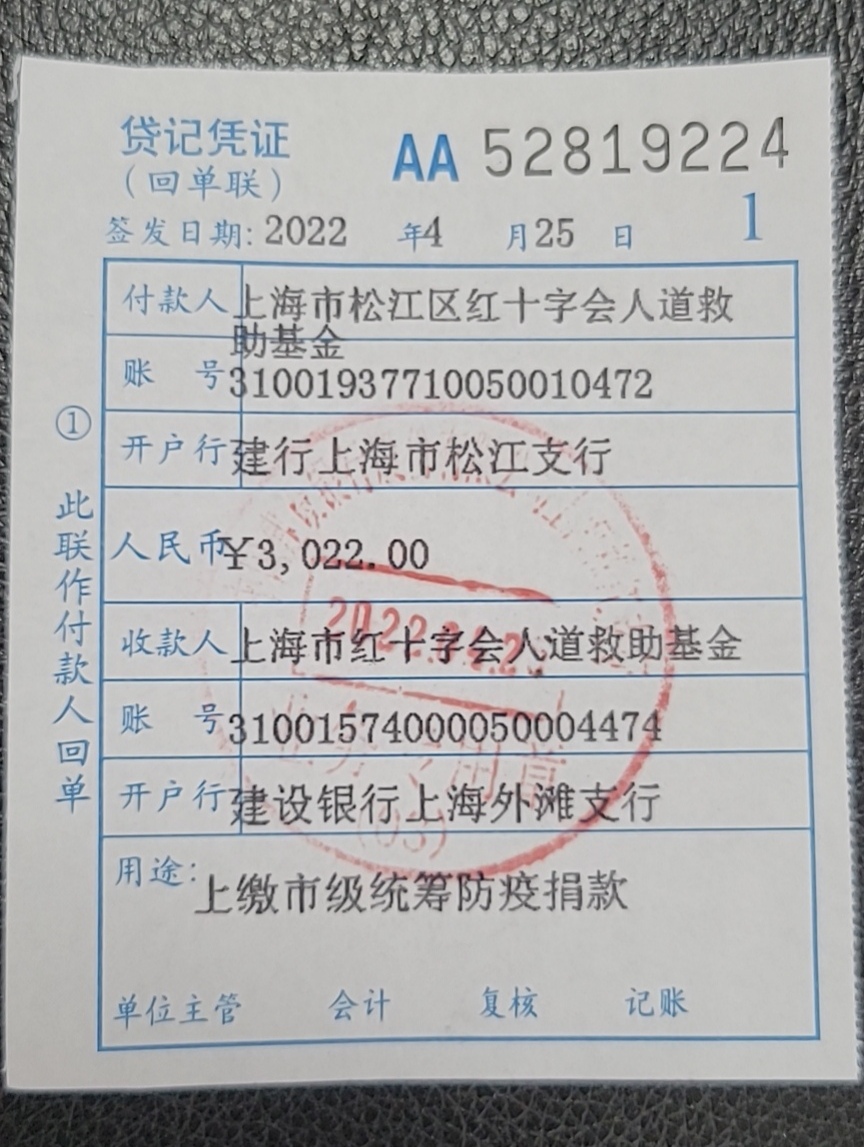 贷记凭证
AA 52819224
（回单联）
签发日期：2022 年4 月25 日
1
付款人 上海市松江区红十字会人道救
助基金
账 号 31001937710050010472
开户行 建行上海市松江支行
人民币 ¥3,022.00
收款人 上海市红十字会人道救助基金
账 号 31001574000050004474
开户行 建设银行上海外滩支行
用途：上缴市级统筹防疫捐款
单位主管 会计 复核 记账
① 此联作付款人回单